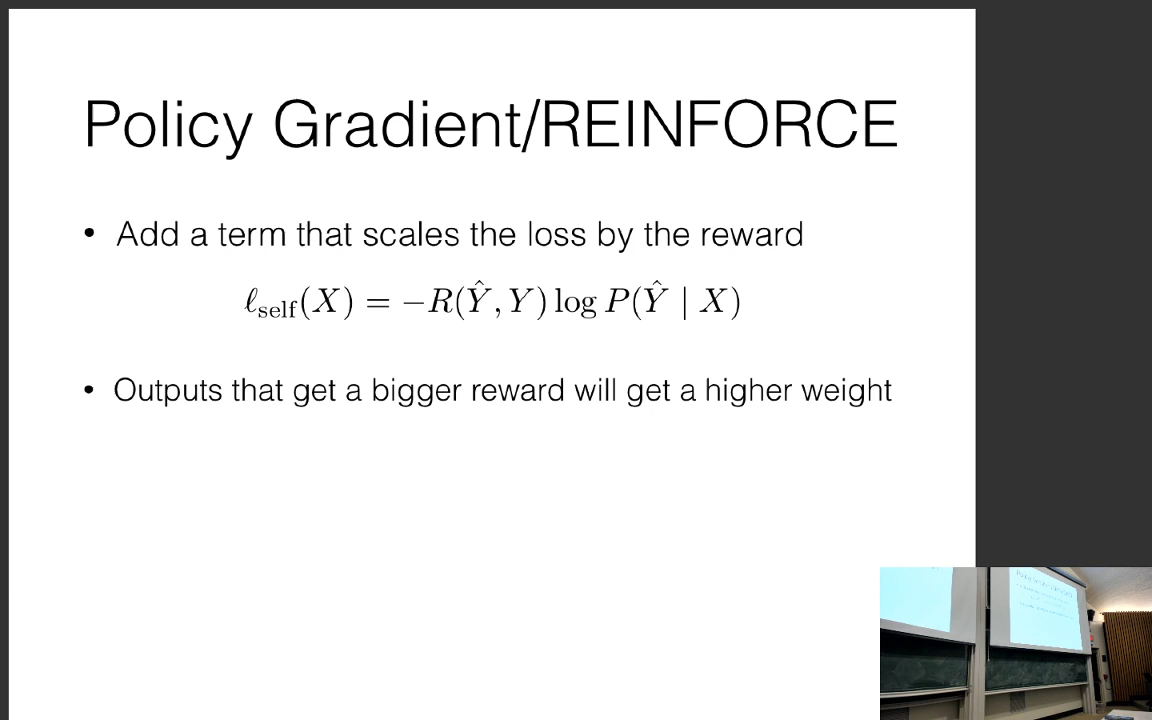 Policy Gradient/REINFORCE
• Add a term that scales the loss by the reward
ℓ_self(X) = −R(Ŷ, Y) log P(Ŷ | X)
• Outputs that get a bigger reward will get a higher weight